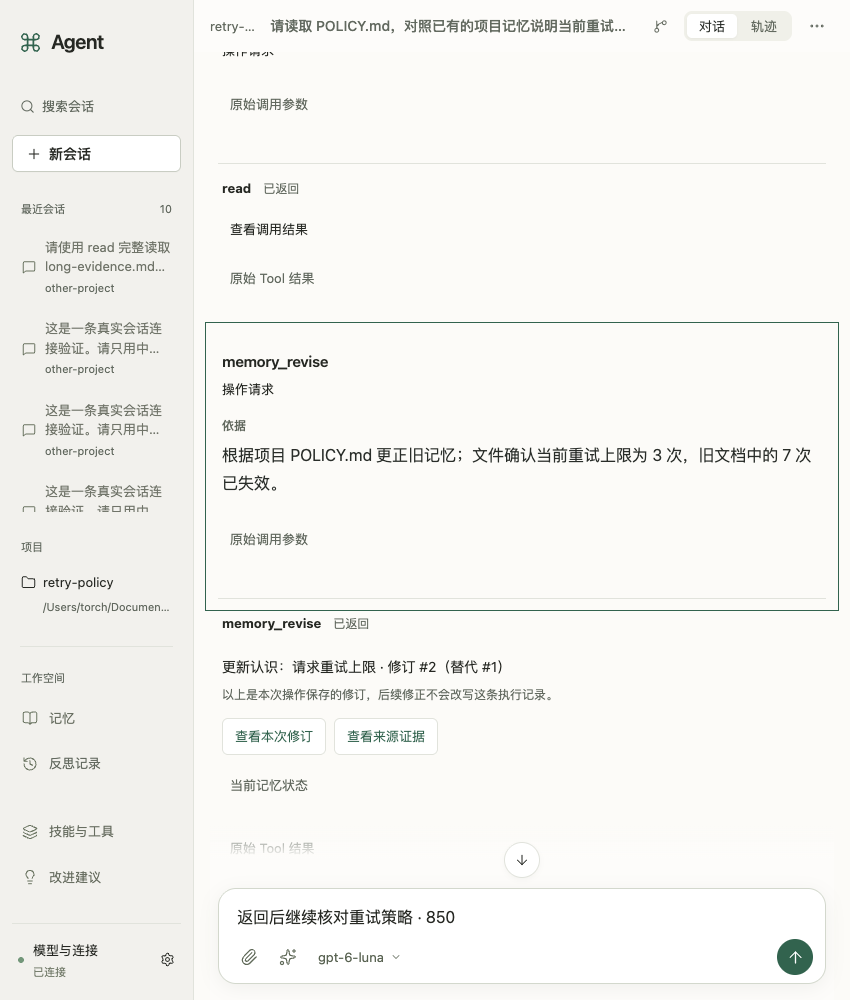 Agent
搜索会话
新会话
最近会话 10
请使用 read 完整读取
long-evidence.md...
other-project
这是一条真实会话连
接验证。请只用中...
other-project
这是一条真实会话连
接验证。请只用中...
other-project
这是一条真实会话连
接验证。请只用中
项目
retry-policy
/Users/torch/Documen...
工作空间
记忆
反思记录
技能与工具
改进建议
模型与连接
已连接
retry-... 请读取 POLICY.md，对照已有的项目记忆说明当前重试... 对话 轨迹
操作请求
原始调用参数
read 已返回
查看调用结果
原始 Tool 结果
memory_revise
操作请求
依据
根据项目 POLICY.md 更正旧记忆；文件确认当前重试上限为 3 次，旧文档中的 7 次
已失效。
原始调用参数
memory_revise 已返回
更新认识：请求重试上限 · 修订 #2（替代 #1）
以上是本次操作保存的修订，后续修正不会改写这条执行记录。
查看本次修订 查看来源证据
当前记忆状态
原始 Tool 结果
返回后继续核对重试策略 · 850
gpt-6-luna